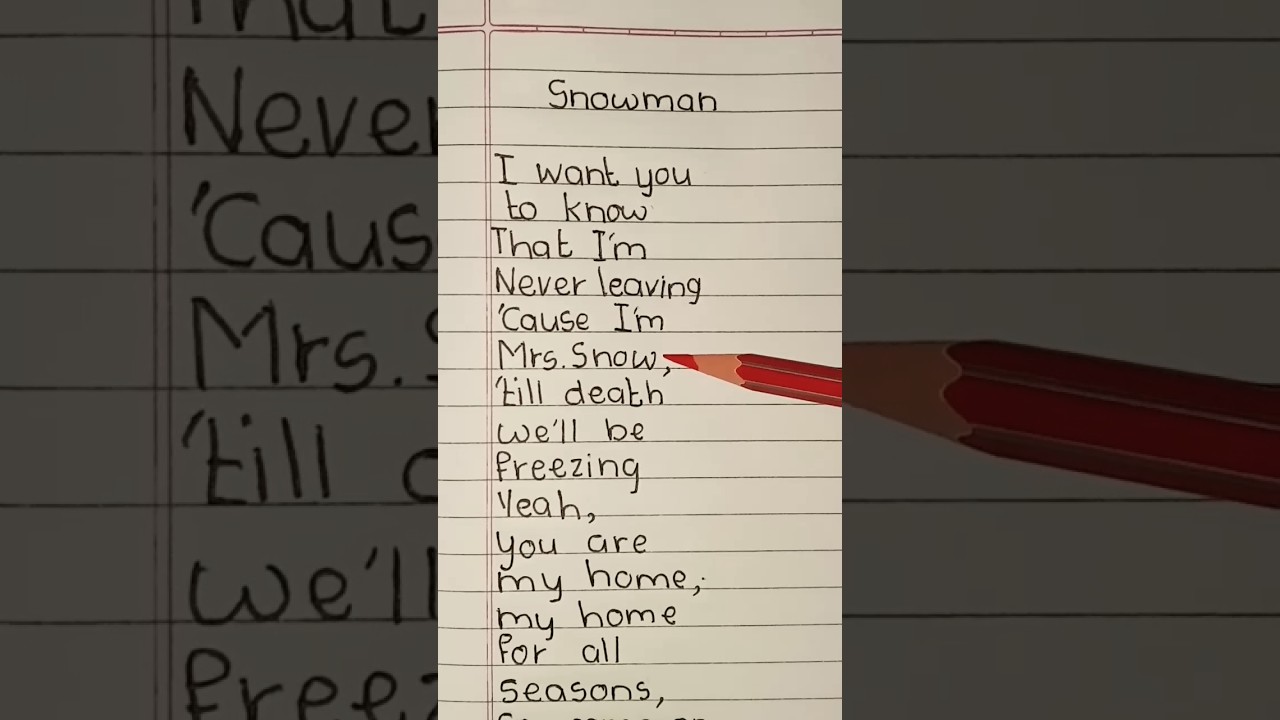 Snowman
I want you
to know
That I'm
Never leaving
'Cause I'm
Mrs. Snow,
'till death
we'll be
freezing
Yeah,
you are
my home,
my home
for all
seasons,